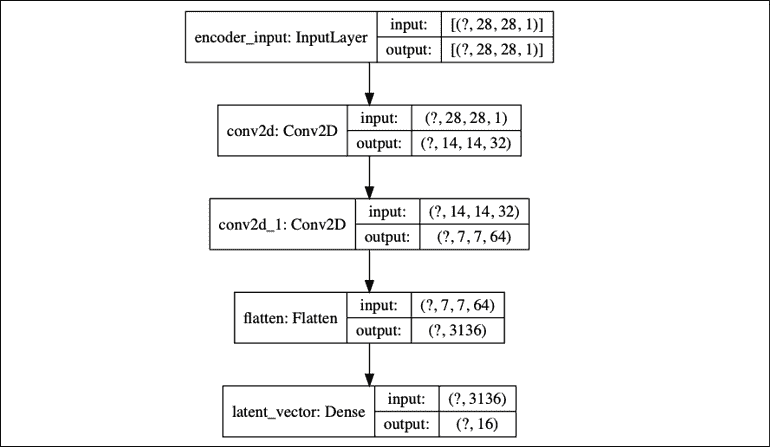 encoder_input: InputLayer
input: [(?, 28, 28, 1)]
output: [(?, 28, 28, 1)]
conv2d: Conv2D
input: (?, 28, 28, 1)
output: (?, 14, 14, 32)
conv2d_1: Conv2D
input: (?, 14, 14, 32)
output: (?, 7, 7, 64)
flatten: Flatten
input: (?, 7, 7, 64)
output: (?, 3136)
latent_vector: Dense
input: (?, 3136)
output: (?, 16)